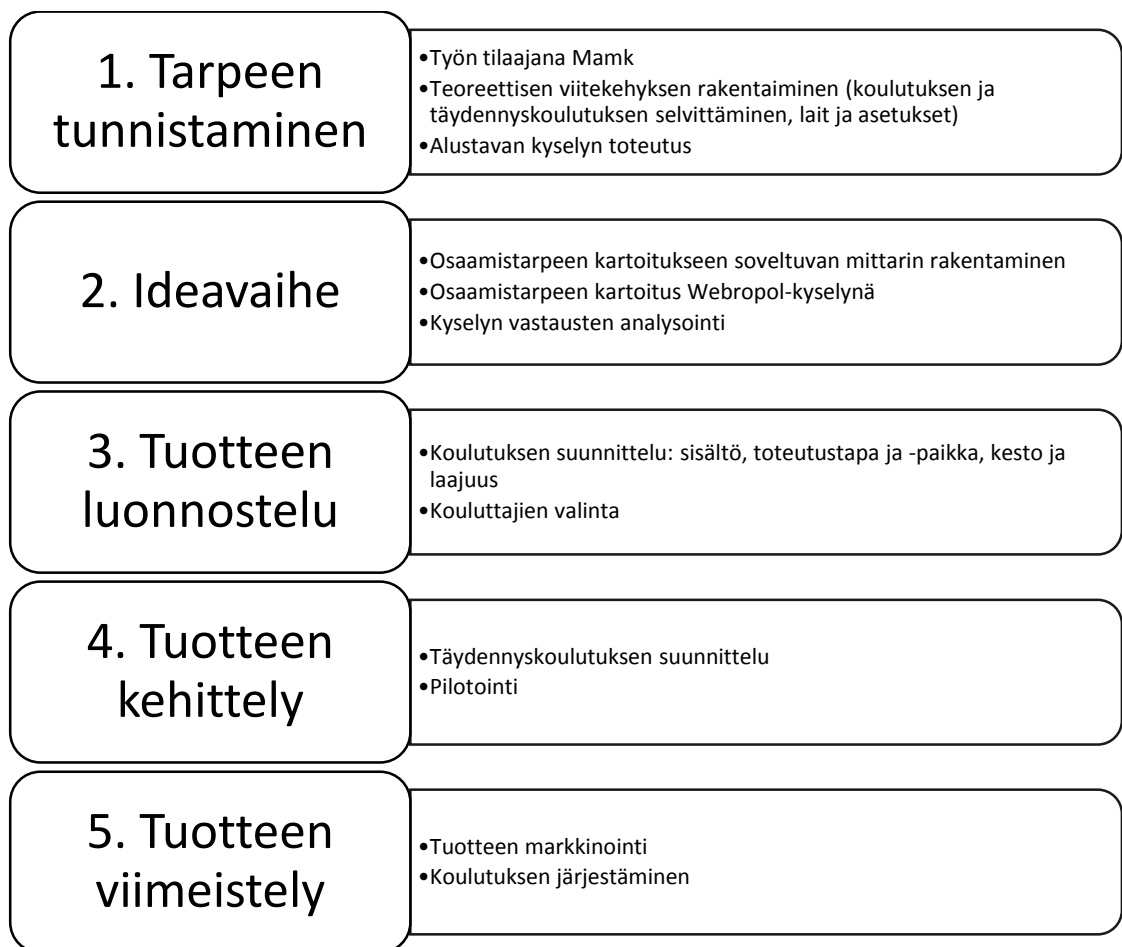 1. Tarpeen
tunnistaminen
•Työn tilaajana Mamk
•Teoreettisen viitekehyksen rakentaiminen (koulutuksen ja
täydennyskoulutuksen selvittäminen, lait ja asetukset)
•Alustavan kyselyn toteutus
2. Ideavaihe
•Osaamistarpeen kartoitukseen soveltuvan mittarin rakentaminen
•Osaamistarpeen kartoitus Webropol-kyselynä
•Kyselyn vastausten analysointi
3. Tuotteen
luonnostelu
•Koulutuksen suunnittelu: sisältö, toteutustapa ja -paikka, kesto ja
laajuus
•Kouluttajien valinta
4. Tuotteen
kehittely
•Täydennyskoulutuksen suunnittelu
•Pilotointi
5. Tuotteen
viimeistely
•Tuotteen markkinointi
•Koulutuksen järjestäminen